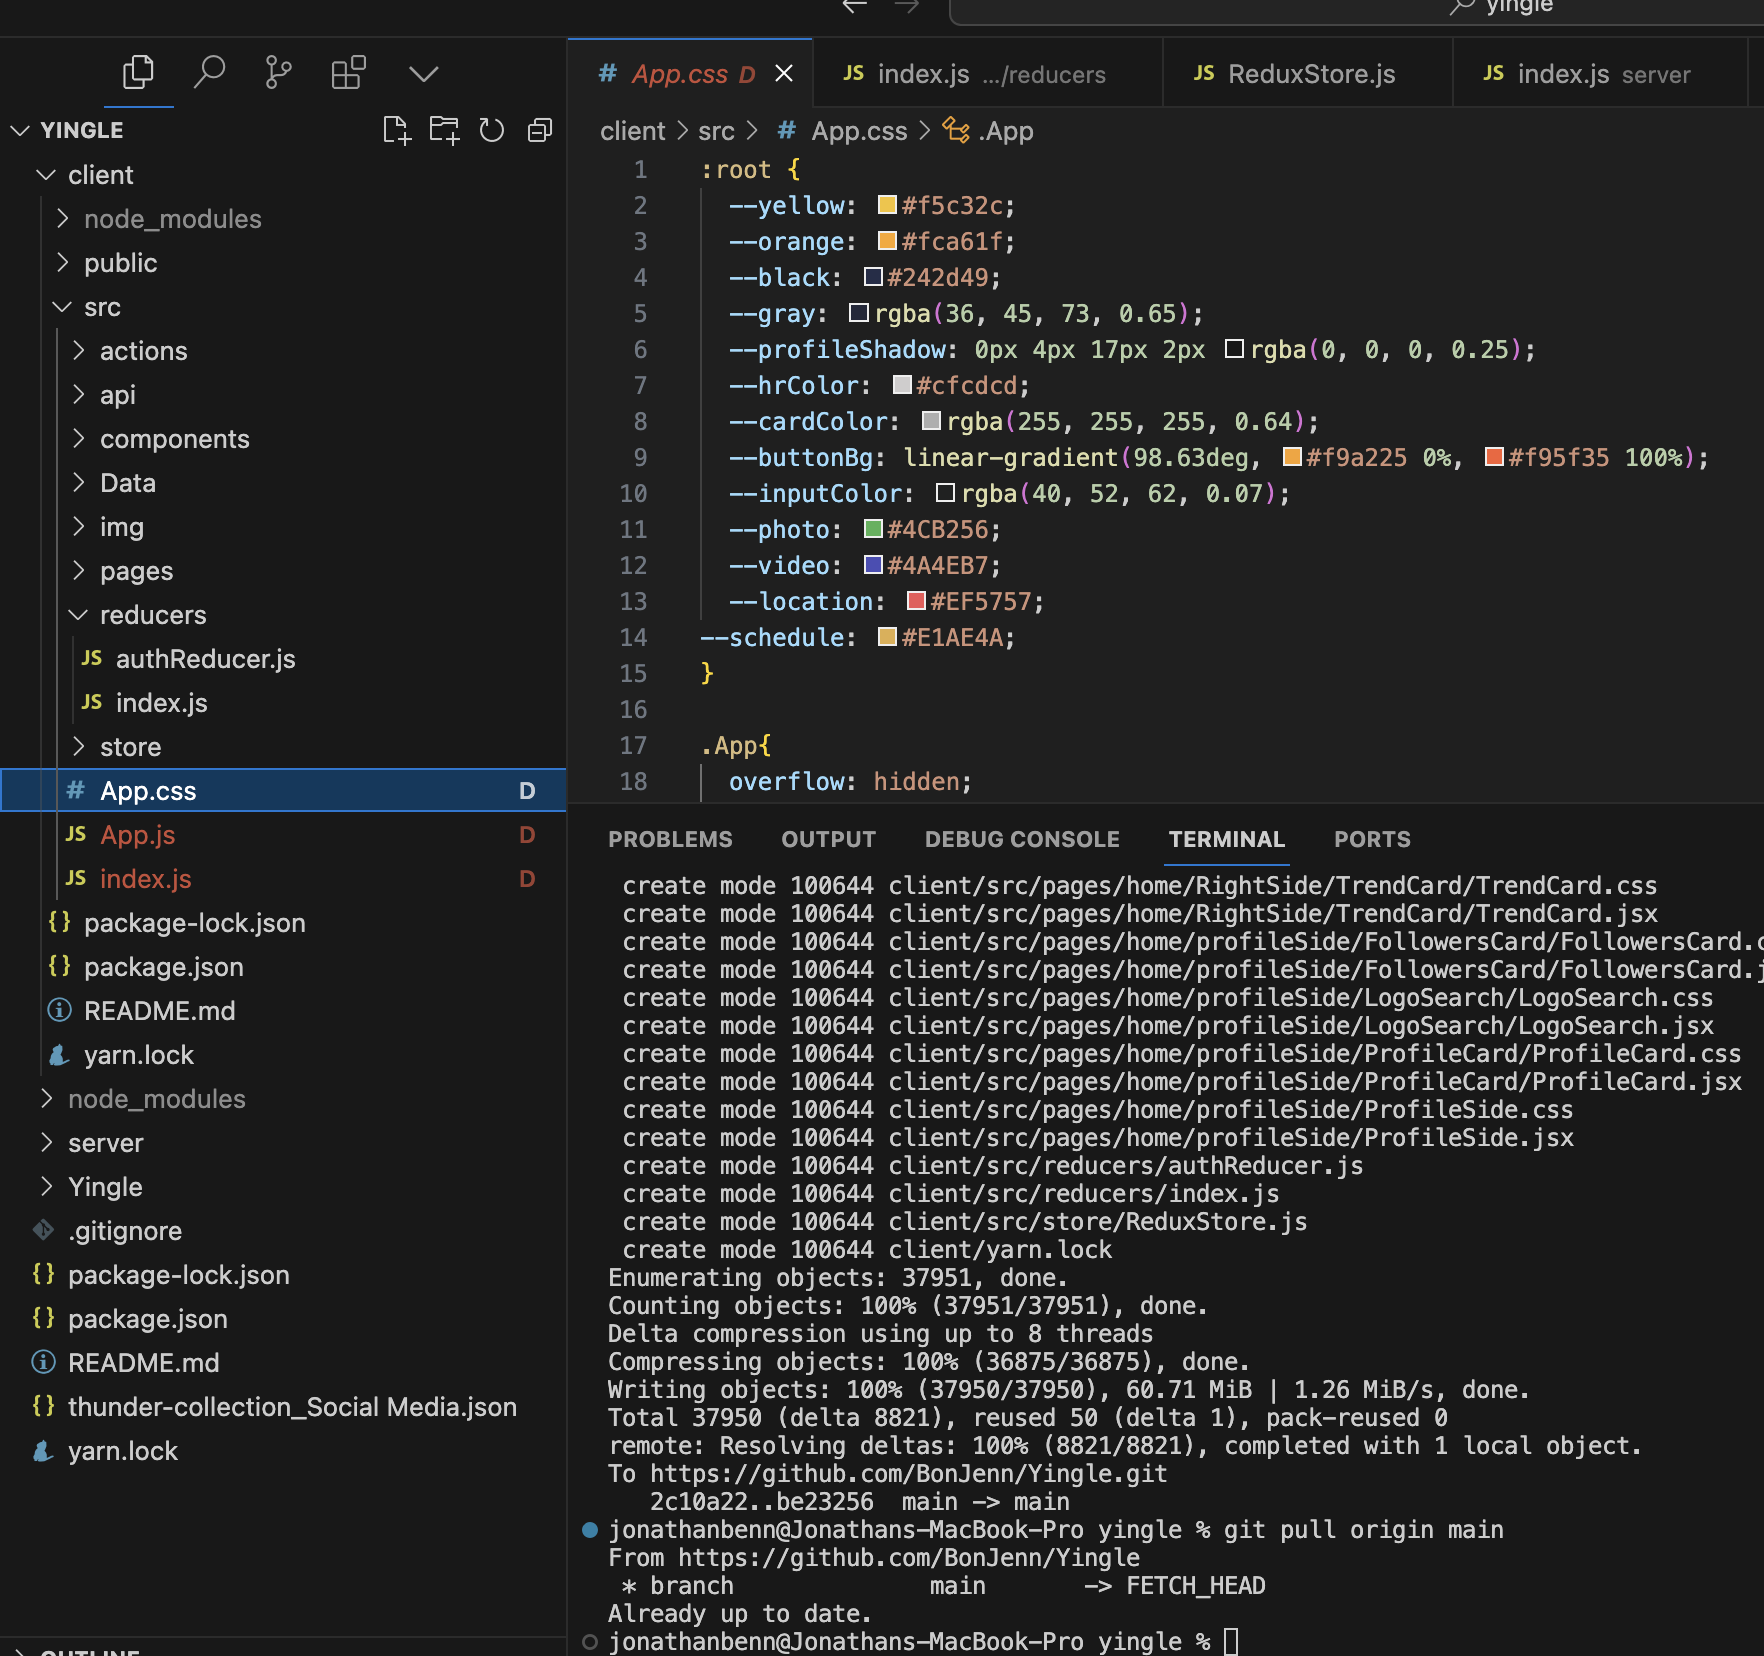 yingle
YINGLE
client
node_modules
public
src
actions
api
components
Data
img
pages
reducers
JS authReducer.js
JS index.js
store
# App.css D
JS App.js D
JS index.js D
{} package-lock.json
{} package.json
README.md
yarn.lock
node_modules
server
Yingle
.gitignore
{} package-lock.json
{} package.json
README.md
{} thunder-collection_Social Media.json
yarn.lock
OUTLINE
# App.css D
JS index.js .../reducers
JS ReduxStore.js
JS index.js server
client > src > # App.css > .App
1 :root {
2 --yellow: #f5c32c;
3 --orange: #fca61f;
4 --black: #242d49;
5 --gray: rgba(36, 45, 73, 0.65);
6 --profileShadow: 0px 4px 17px 2px rgba(0, 0, 0, 0.25);
7 --hrColor: #cfcdcd;
8 --cardColor: rgba(255, 255, 255, 0.64);
9 --buttonBg: linear-gradient(98.63deg, #f9a225 0%, #f95f35 100%);
10 --inputColor: rgba(40, 52, 62, 0.07);
11 --photo: #4CB256;
12 --video: #4A4EB7;
13 --location: #EF5757;
14 --schedule: #E1AE4A;
15 }
16
17 .App{
18 overflow: hidden;
PROBLEMS OUTPUT DEBUG CONSOLE TERMINAL PORTS
create mode 100644 client/src/pages/home/RightSide/TrendCard/TrendCard.css
create mode 100644 client/src/pages/home/RightSide/TrendCard/TrendCard.jsx
create mode 100644 client/src/pages/home/profileSide/FollowersCard/FollowersCard.c
create mode 100644 client/src/pages/home/profileSide/FollowersCard/FollowersCard.j
create mode 100644 client/src/pages/home/profileSide/LogoSearch/LogoSearch.css
create mode 100644 client/src/pages/home/profileSide/LogoSearch/LogoSearch.jsx
create mode 100644 client/src/pages/home/profileSide/ProfileCard/ProfileCard.css
create mode 100644 client/src/pages/home/profileSide/ProfileCard/ProfileCard.jsx
create mode 100644 client/src/pages/home/profileSide/ProfileSide.css
create mode 100644 client/src/pages/home/profileSide/ProfileSide.jsx
create mode 100644 client/src/reducers/authReducer.js
create mode 100644 client/src/reducers/index.js
create mode 100644 client/src/store/ReduxStore.js
create mode 100644 client/yarn.lock
Enumerating objects: 37951, done.
Counting objects: 100% (37951/37951), done.
Delta compression using up to 8 threads
Compressing objects: 100% (36875/36875), done.
Writing objects: 100% (37950/37950), 60.71 MiB | 1.26 MiB/s, done.
Total 37950 (delta 8821), reused 50 (delta 1), pack-reused 0
remote: Resolving deltas: 100% (8821/8821), completed with 1 local object.
To https://github.com/BonJenn/Yingle.git
2c10a22..be23256 main -> main
jonathanbenn@Jonathans-MacBook-Pro yingle % git pull origin main
From https://github.com/BonJenn/Yingle
* branch main -> FETCH_HEAD
Already up to date.
jonathanbenn@Jonathans-MacBook-Pro yingle %